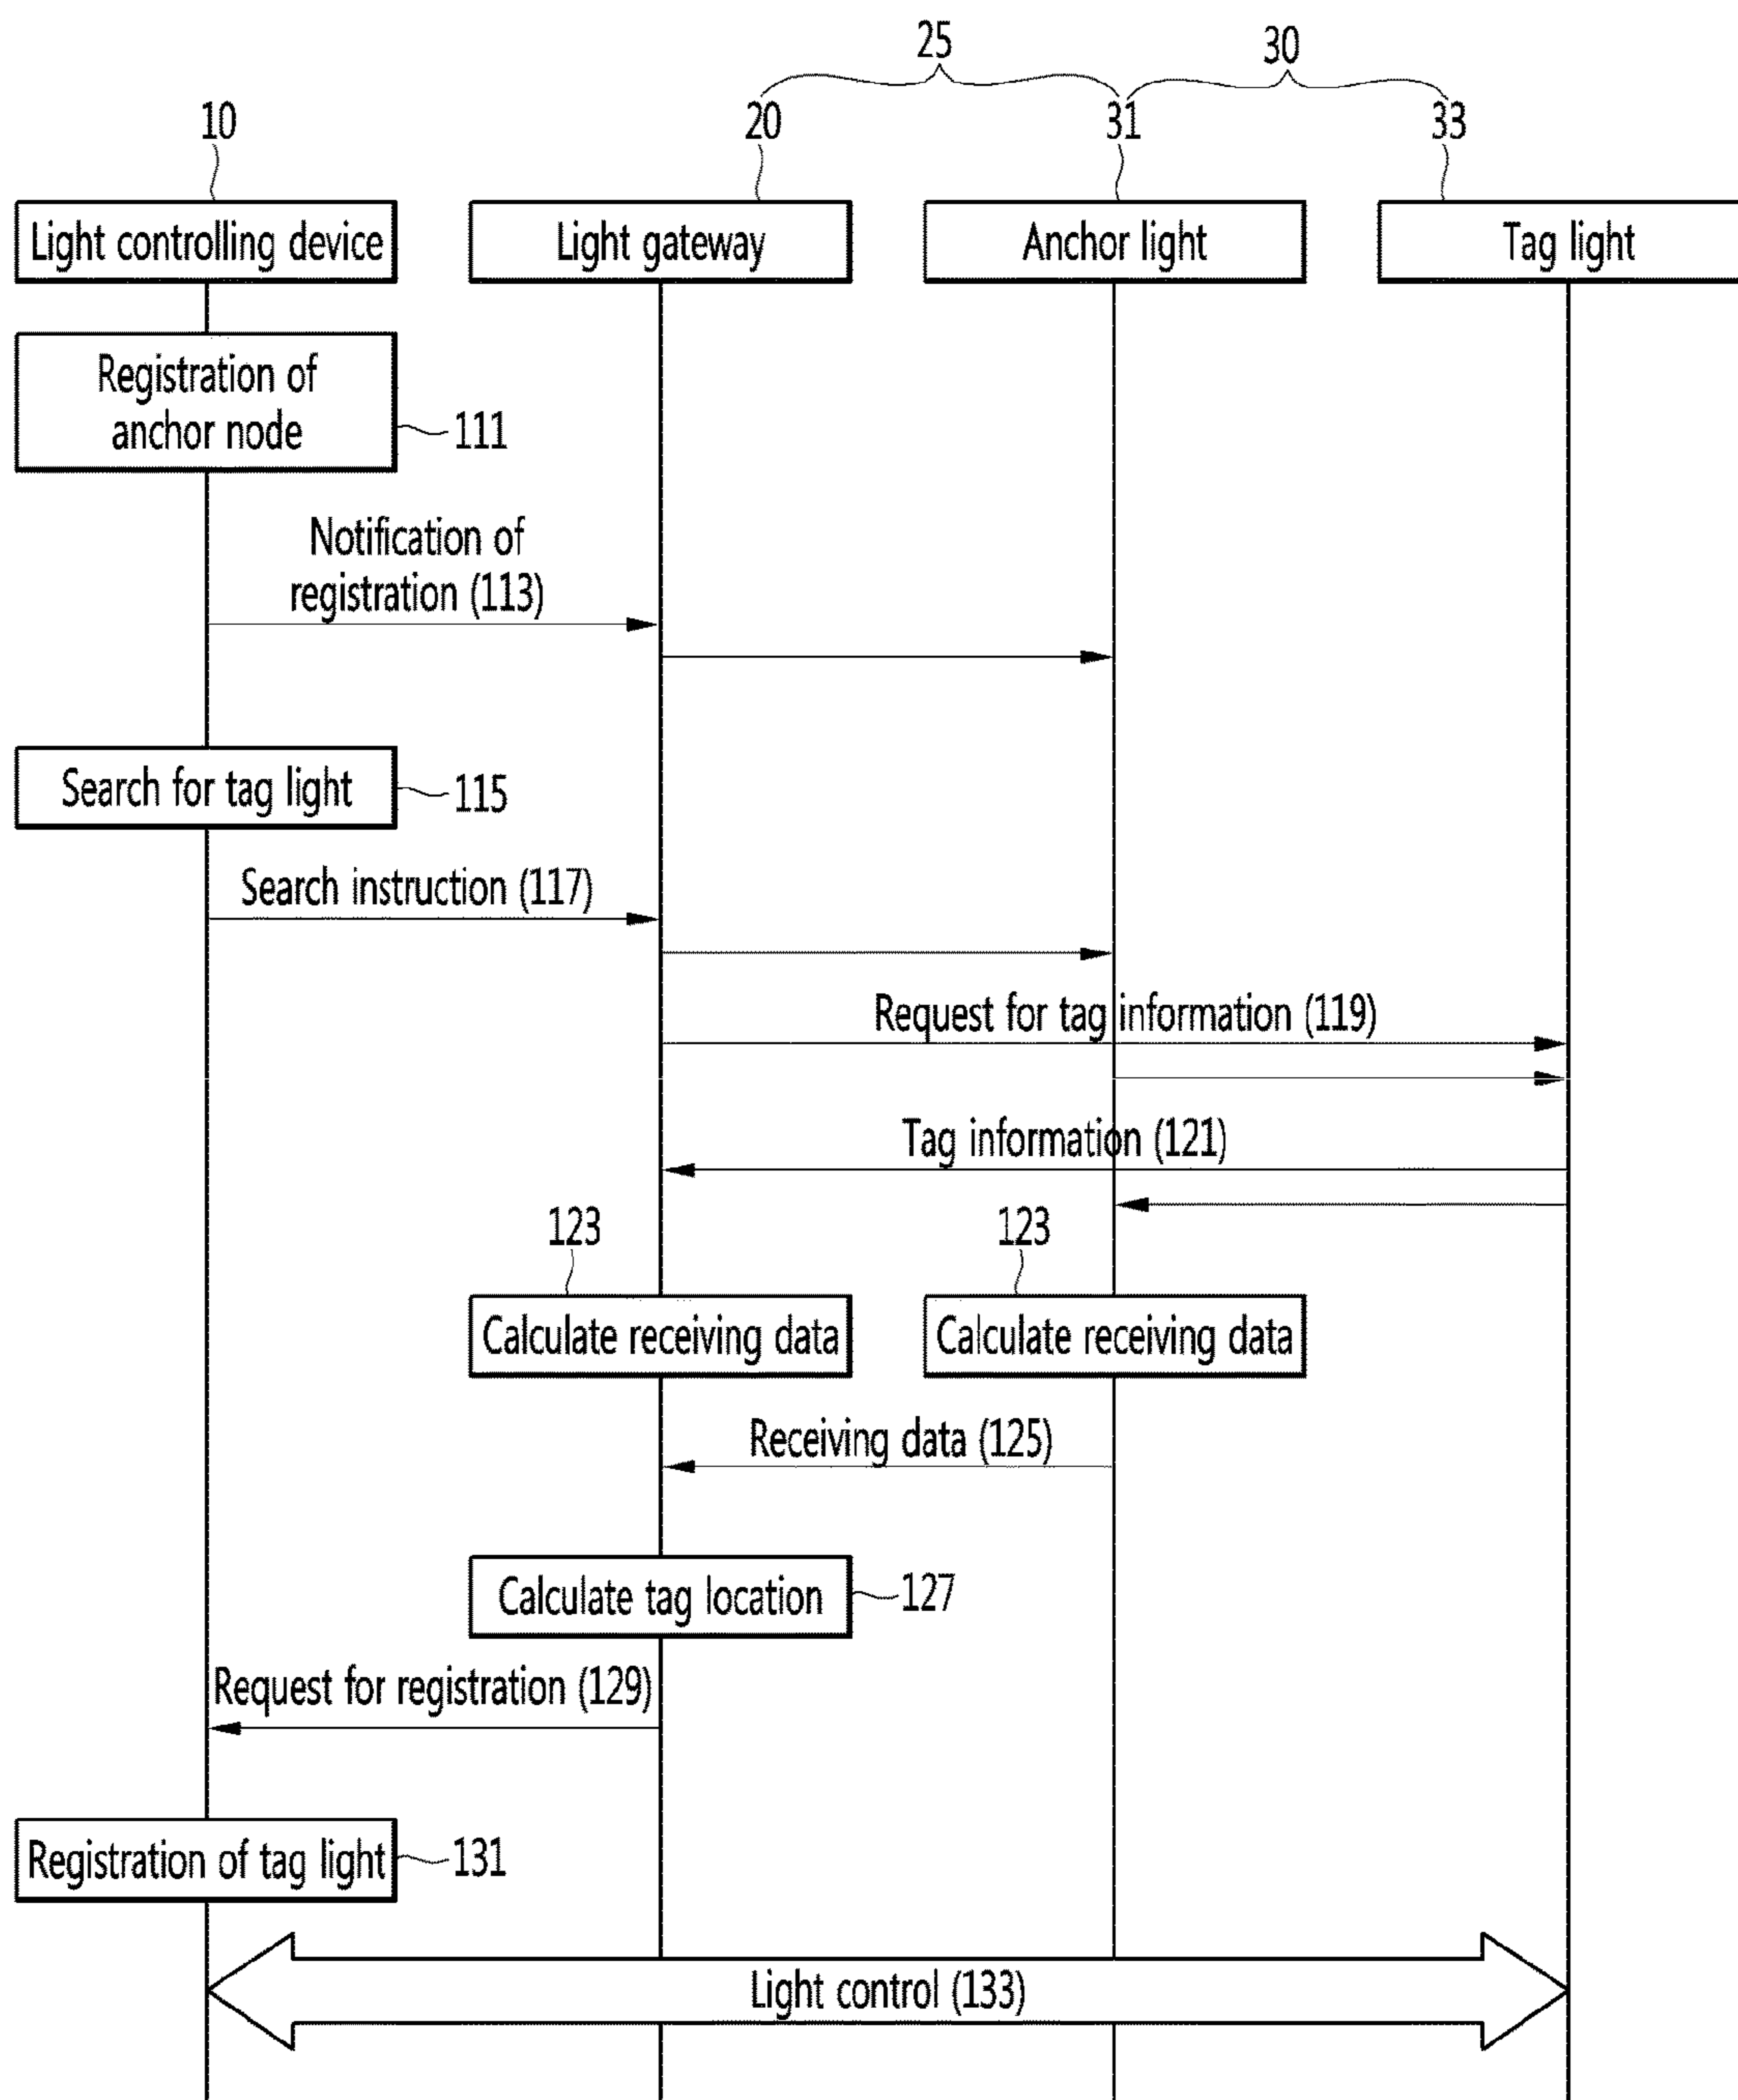 25
30
10
20
31
33
Light controlling device
Light gateway
Anchor light
Tag light
Registration of
anchor node
111
Notification of
registration (113)
Search for tag light
115
Search instruction (117)
Request for tag information (119)
Tag information (121)
123
123
Calculate receiving data
Calculate receiving data
Receiving data (125)
Calculate tag location
127
Request for registration (129)
Registration of tag light
131
Light control (133)